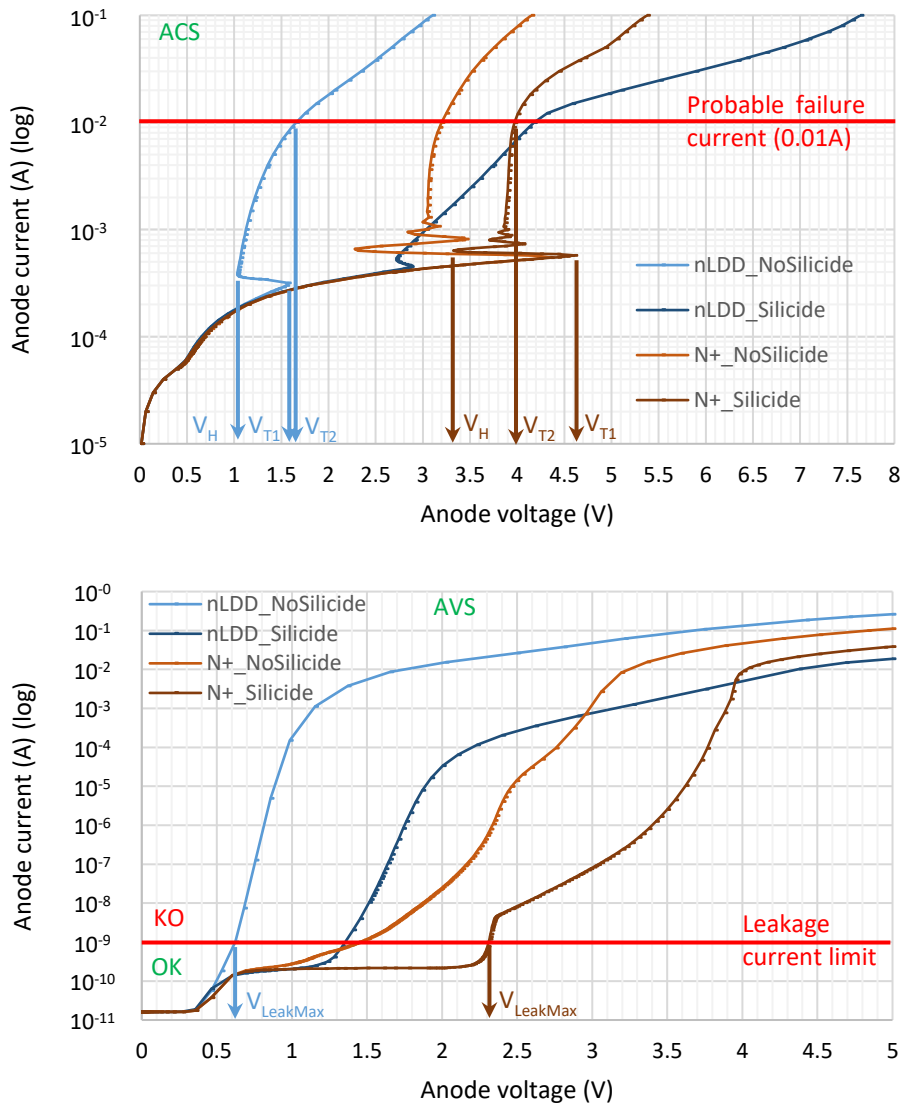 ACS
Anode current (A) (log)
10⁻¹
10⁻²
10⁻³
10⁻⁴
10⁻⁵
Probable failure
current (0.01A)
nLDD_NoSilicide
nLDD_Silicide
N+_NoSilicide
N+_Silicide
V_H V_T1 V_T2 V_H V_T2 V_T1
0 0.5 1 1.5 2 2.5 3 3.5 4 4.5 5 5.5 6 6.5 7 7.5 8
Anode voltage (V)
AVS
Anode current (A) (log)
10⁻⁰
10⁻¹
10⁻²
10⁻³
10⁻⁴
10⁻⁵
10⁻⁶
10⁻⁷
10⁻⁸
10⁻⁹
10⁻¹⁰
10⁻¹¹
nLDD_NoSilicide
nLDD_Silicide
N+_NoSilicide
N+_Silicide
KO
OK
Leakage
current limit
V_LeakMax V_LeakMax
0 0.5 1 1.5 2 2.5 3 3.5 4 4.5 5
Anode voltage (V)